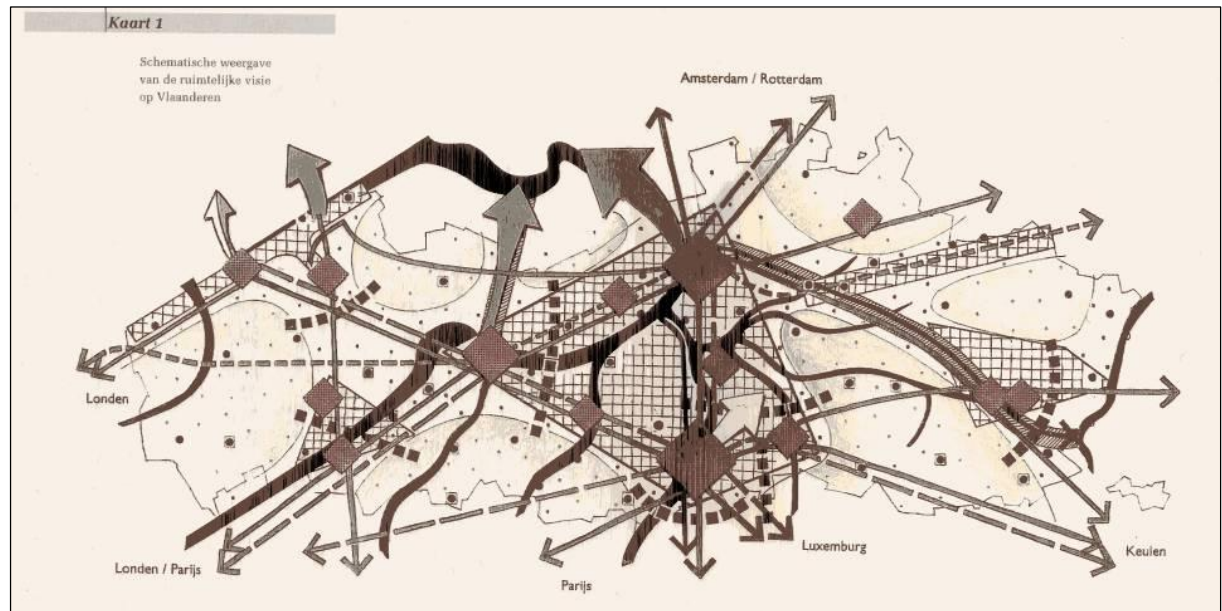 Kaart 1
Schematische weergave
van de ruimtelijke visie
op Vlaanderen
Amsterdam / Rotterdam
Londen
Londen / Parijs
Parijs
Luxemburg
Keulen